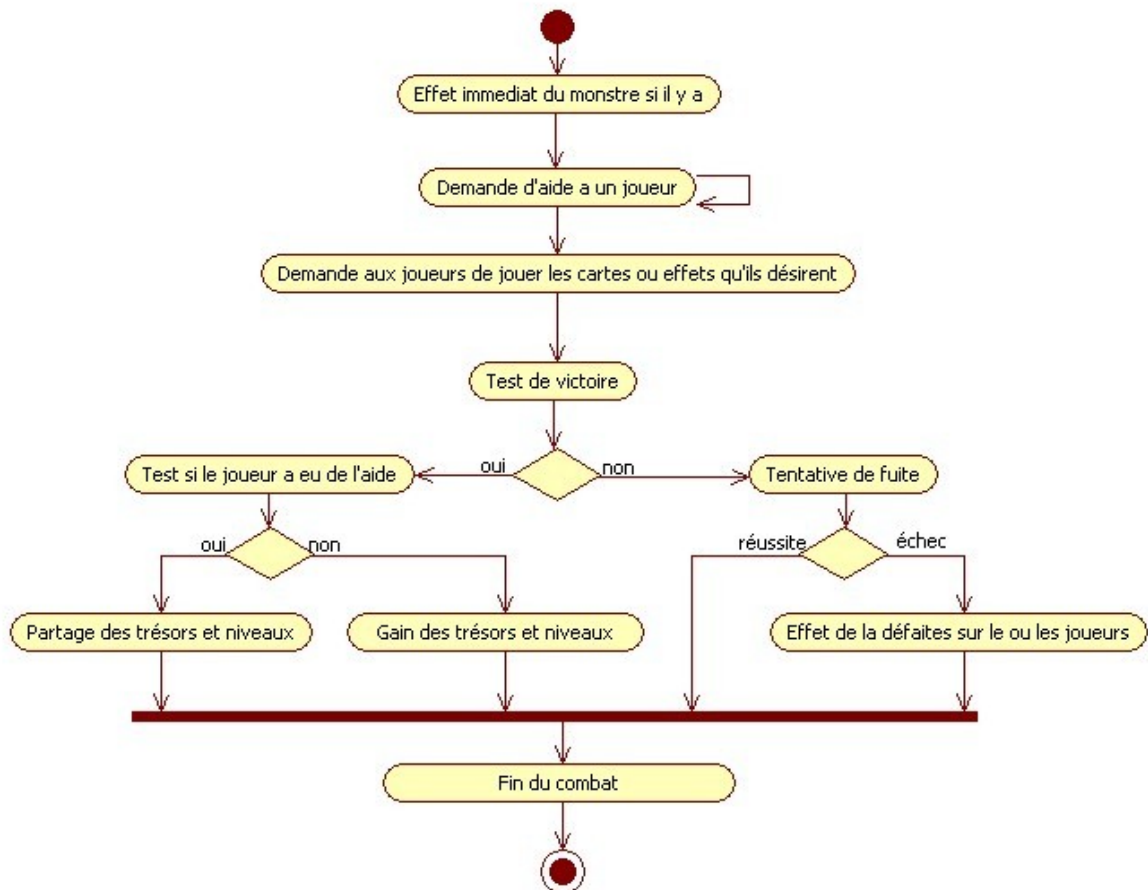 Effet immediat du monstre si il y a
Demande d'aide a un joueur
Demande aux joueurs de jouer les cartes ou effets qu'ils désirent
Test de victoire
oui
non
Test si le joueur a eu de l'aide
Tentative de fuite
oui
non
réussite
échec
Partage des trésors et niveaux
Gain des trésors et niveaux
Effet de la défaites sur le ou les joueurs
Fin du combat